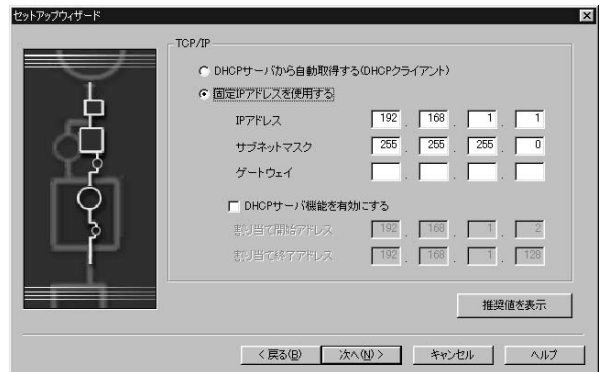 セットアップウィザード
TCP/IP
DHCPサーバから自動取得する(DHCPクライアント)
固定IPアドレスを使用する
IPアドレス 192 . 168 . 1 . 1
サブネットマスク 255 . 255 . 255 . 0
ゲートウェイ . . .
DHCPサーバ機能を有効にする
割り当て開始アドレス 192 . 168 . 1 . 2
割り当て終了アドレス 192 . 168 . 1 . 128
推奨値を表示
< 戻る(B) 次へ(N) > キャンセル ヘルプ